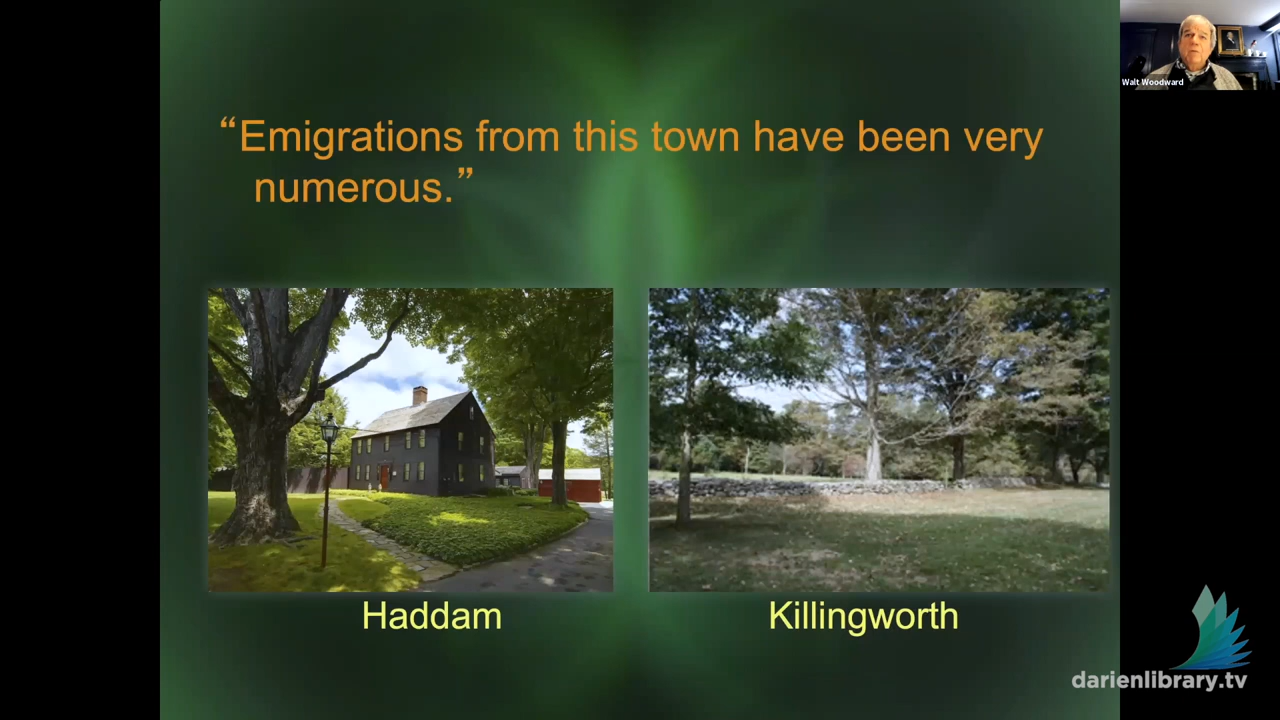 Walt Woodward
“Emigrations from this town have been very
numerous.”
Haddam
Killingworth
darienlibrary.tv